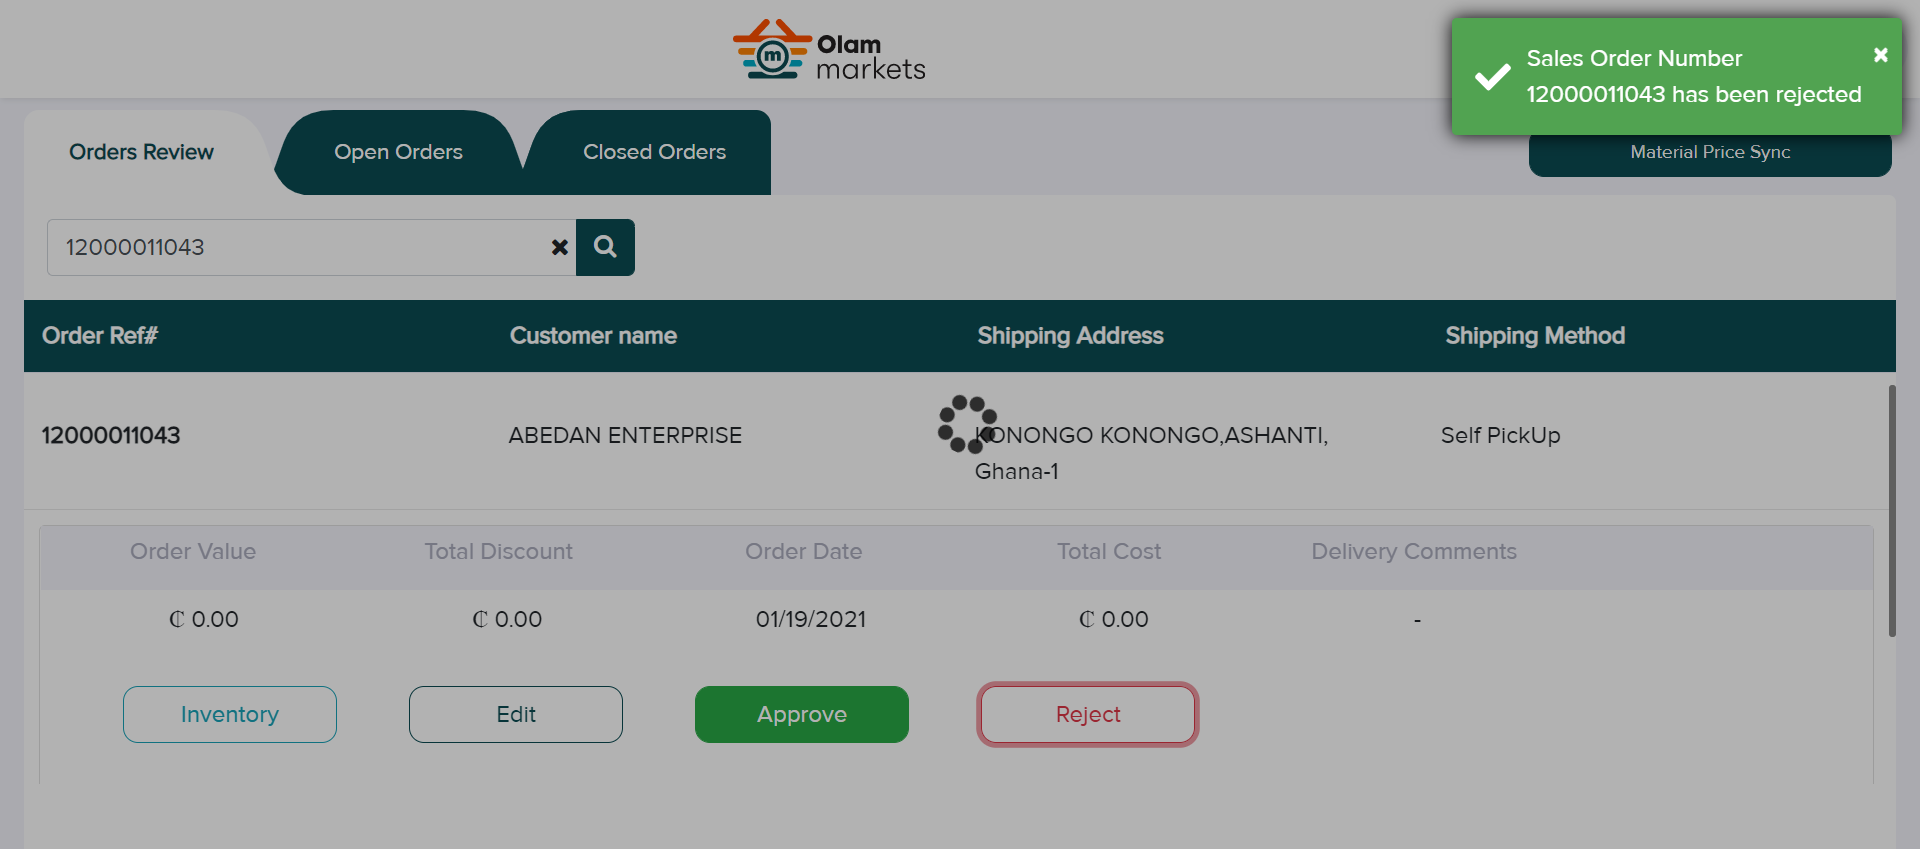 Olam
markets
Sales Order Number
12000011043 has been rejected
Orders Review
Open Orders
Closed Orders
Material Price Sync
12000011043
Order Ref#
Customer name
Shipping Address
Shipping Method
12000011043
ABEDAN ENTERPRISE
KONONGO KONONGO,ASHANTI,
Ghana-1
Self PickUp
Order Value
Total Discount
Order Date
Total Cost
Delivery Comments
₵ 0.00
₵ 0.00
01/19/2021
₵ 0.00
-
Inventory
Edit
Approve
Reject